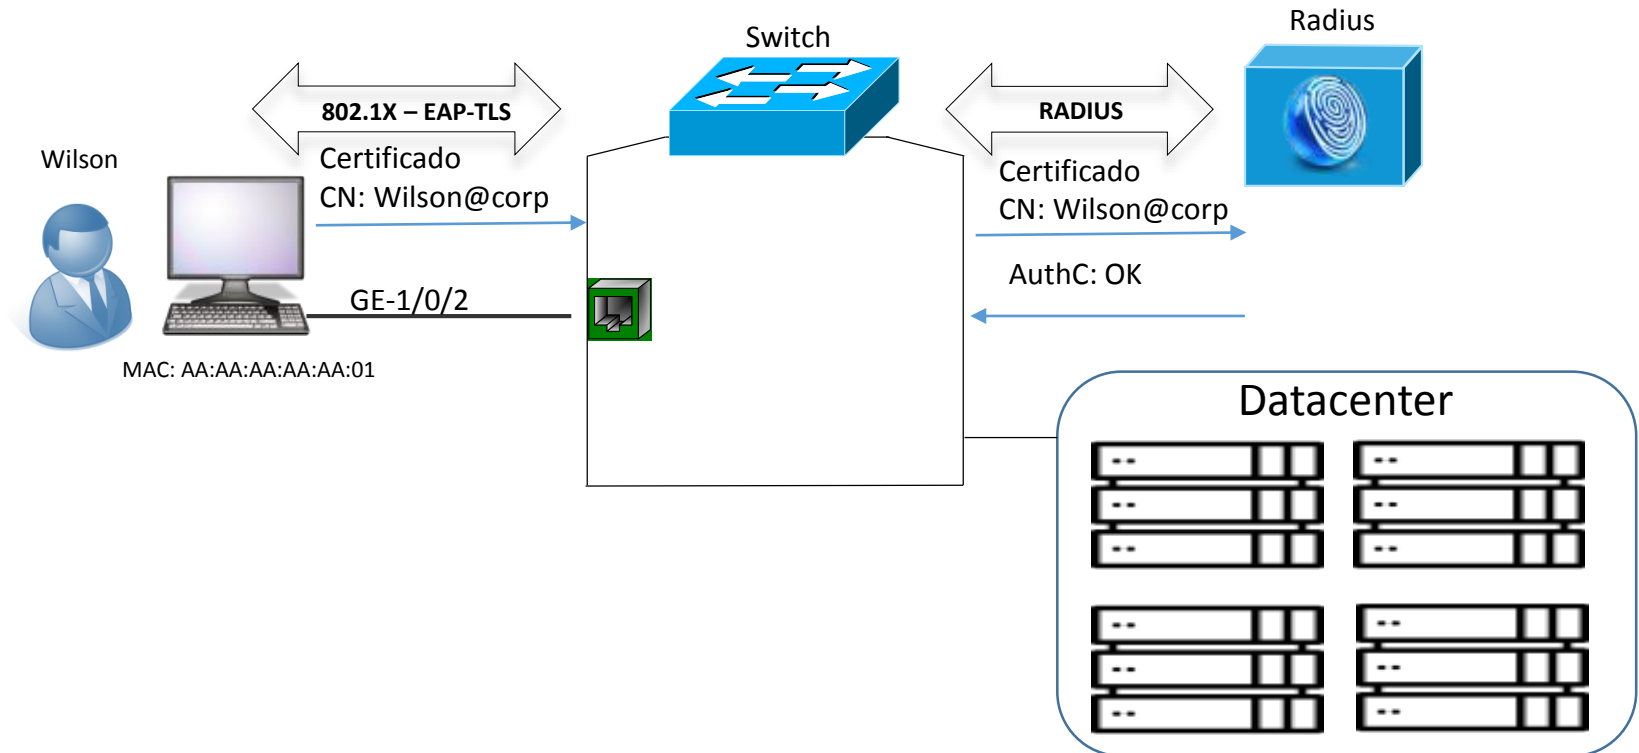 Radius
Switch
802.1X – EAP-TLS
RADIUS
Wilson
Certificado
CN: Wilson@corp
Certificado
CN: Wilson@corp
AuthC: OK
GE-1/0/2
MAC: AA:AA:AA:AA:AA:01
Datacenter